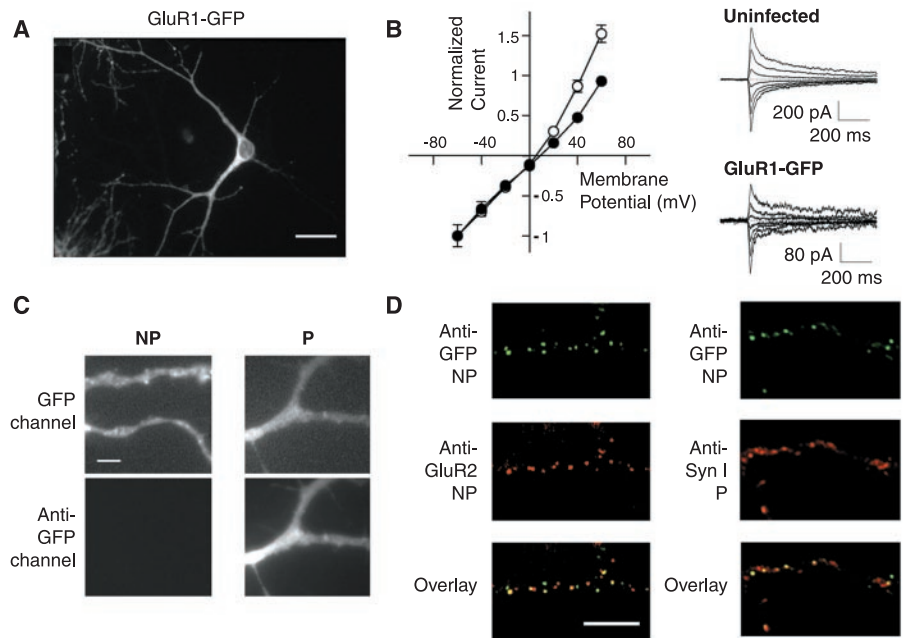 GluR1-GFP
A
B
Normalized
Current
1.5
1
0.5
-80
-40
40
80
-0.5
-1
Membrane
Potential (mV)
Uninfected
200 pA
200 ms
GluR1-GFP
80 pA
200 ms
C
NP
P
GFP
channel
Anti-
GFP
channel
D
Anti-
GFP
NP
Anti-
GluR2
NP
Overlay
Anti-
GFP
NP
Anti-
Syn I
P
Overlay